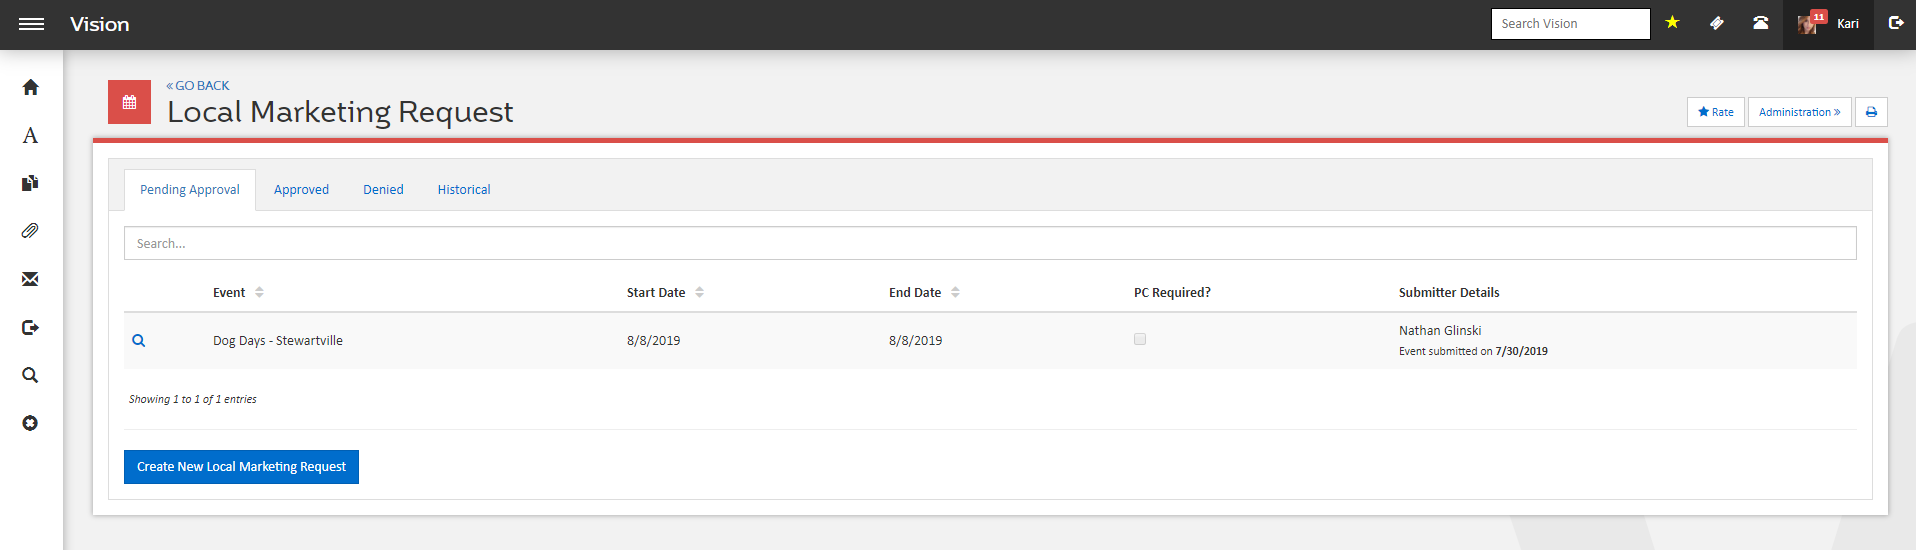 Vision
Search Vision
11
Kari
« GO BACK
Local Marketing Request
Rate
Administration »
Pending Approval
Approved
Denied
Historical
Search...
Event
Start Date
End Date
PC Required?
Submitter Details
Dog Days - Stewartville
8/8/2019
8/8/2019
Nathan Glinski
Event submitted on 7/30/2019
Showing 1 to 1 of 1 entries
Create New Local Marketing Request